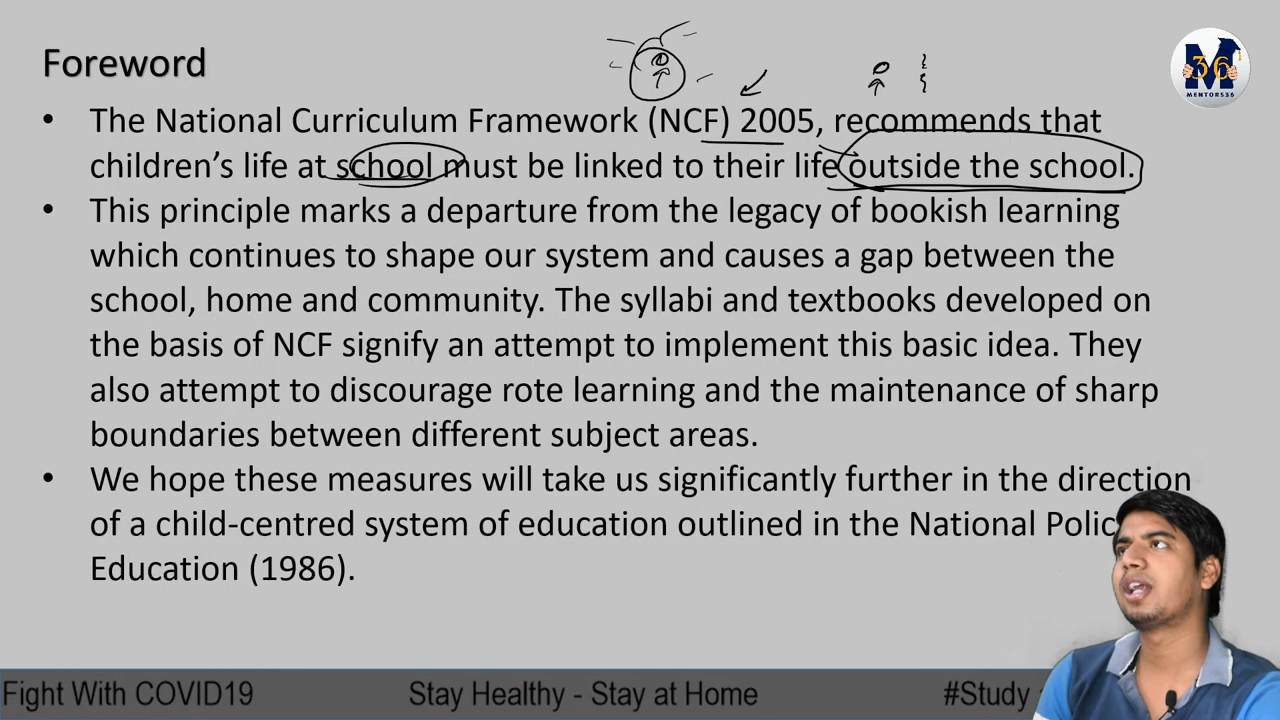 Foreword
36
MENTORS36
• The National Curriculum Framework (NCF) 2005, recommends that
children’s life at school must be linked to their life outside the school.
• This principle marks a departure from the legacy of bookish learning
which continues to shape our system and causes a gap between the
school, home and community. The syllabi and textbooks developed on
the basis of NCF signify an attempt to implement this basic idea. They
also attempt to discourage rote learning and the maintenance of sharp
boundaries between different subject areas.
• We hope these measures will take us significantly further in the direction
of a child-centred system of education outlined in the National Polic
Education (1986).
Fight With COVID19
Stay Healthy - Stay at Home
#Study